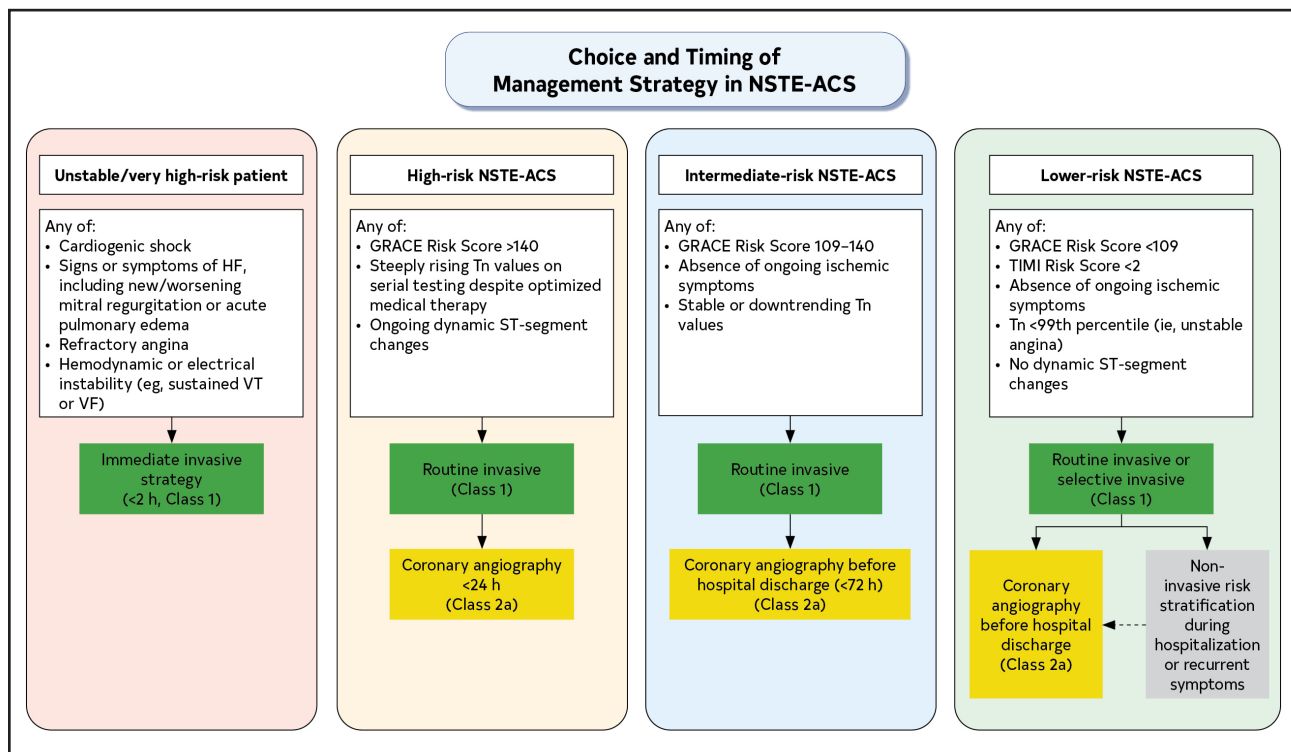 Choice and Timing of
Management Strategy in NSTE-ACS
Unstable/very high-risk patient
Any of:
• Cardiogenic shock
• Signs or symptoms of HF,
including new/worsening
mitral regurgitation or acute
pulmonary edema
• Refractory angina
• Hemodynamic or electrical
instability (eg, sustained VT
or VF)
Immediate invasive
strategy
(<2 h, Class 1)
High-risk NSTE-ACS
Any of:
• GRACE Risk Score >140
• Steeply rising Tn values on
serial testing despite optimized
medical therapy
• Ongoing dynamic ST-segment
changes
Routine invasive
(Class 1)
Coronary angiography
<24 h
(Class 2a)
Intermediate-risk NSTE-ACS
Any of:
• GRACE Risk Score 109–140
• Absence of ongoing ischemic
symptoms
• Stable or downtrending Tn
values
Routine invasive
(Class 1)
Coronary angiography before
hospital discharge (<72 h)
(Class 2a)
Lower-risk NSTE-ACS
Any of:
• GRACE Risk Score <109
• TIMI Risk Score <2
• Absence of ongoing ischemic
symptoms
• Tn <99th percentile (ie, unstable
angina)
• No dynamic ST-segment
changes
Routine invasive or
selective invasive
(Class 1)
Coronary
angiography
before hospital
discharge
(Class 2a)
Non-
invasive risk
stratification
during
hospitalization
or recurrent
symptoms